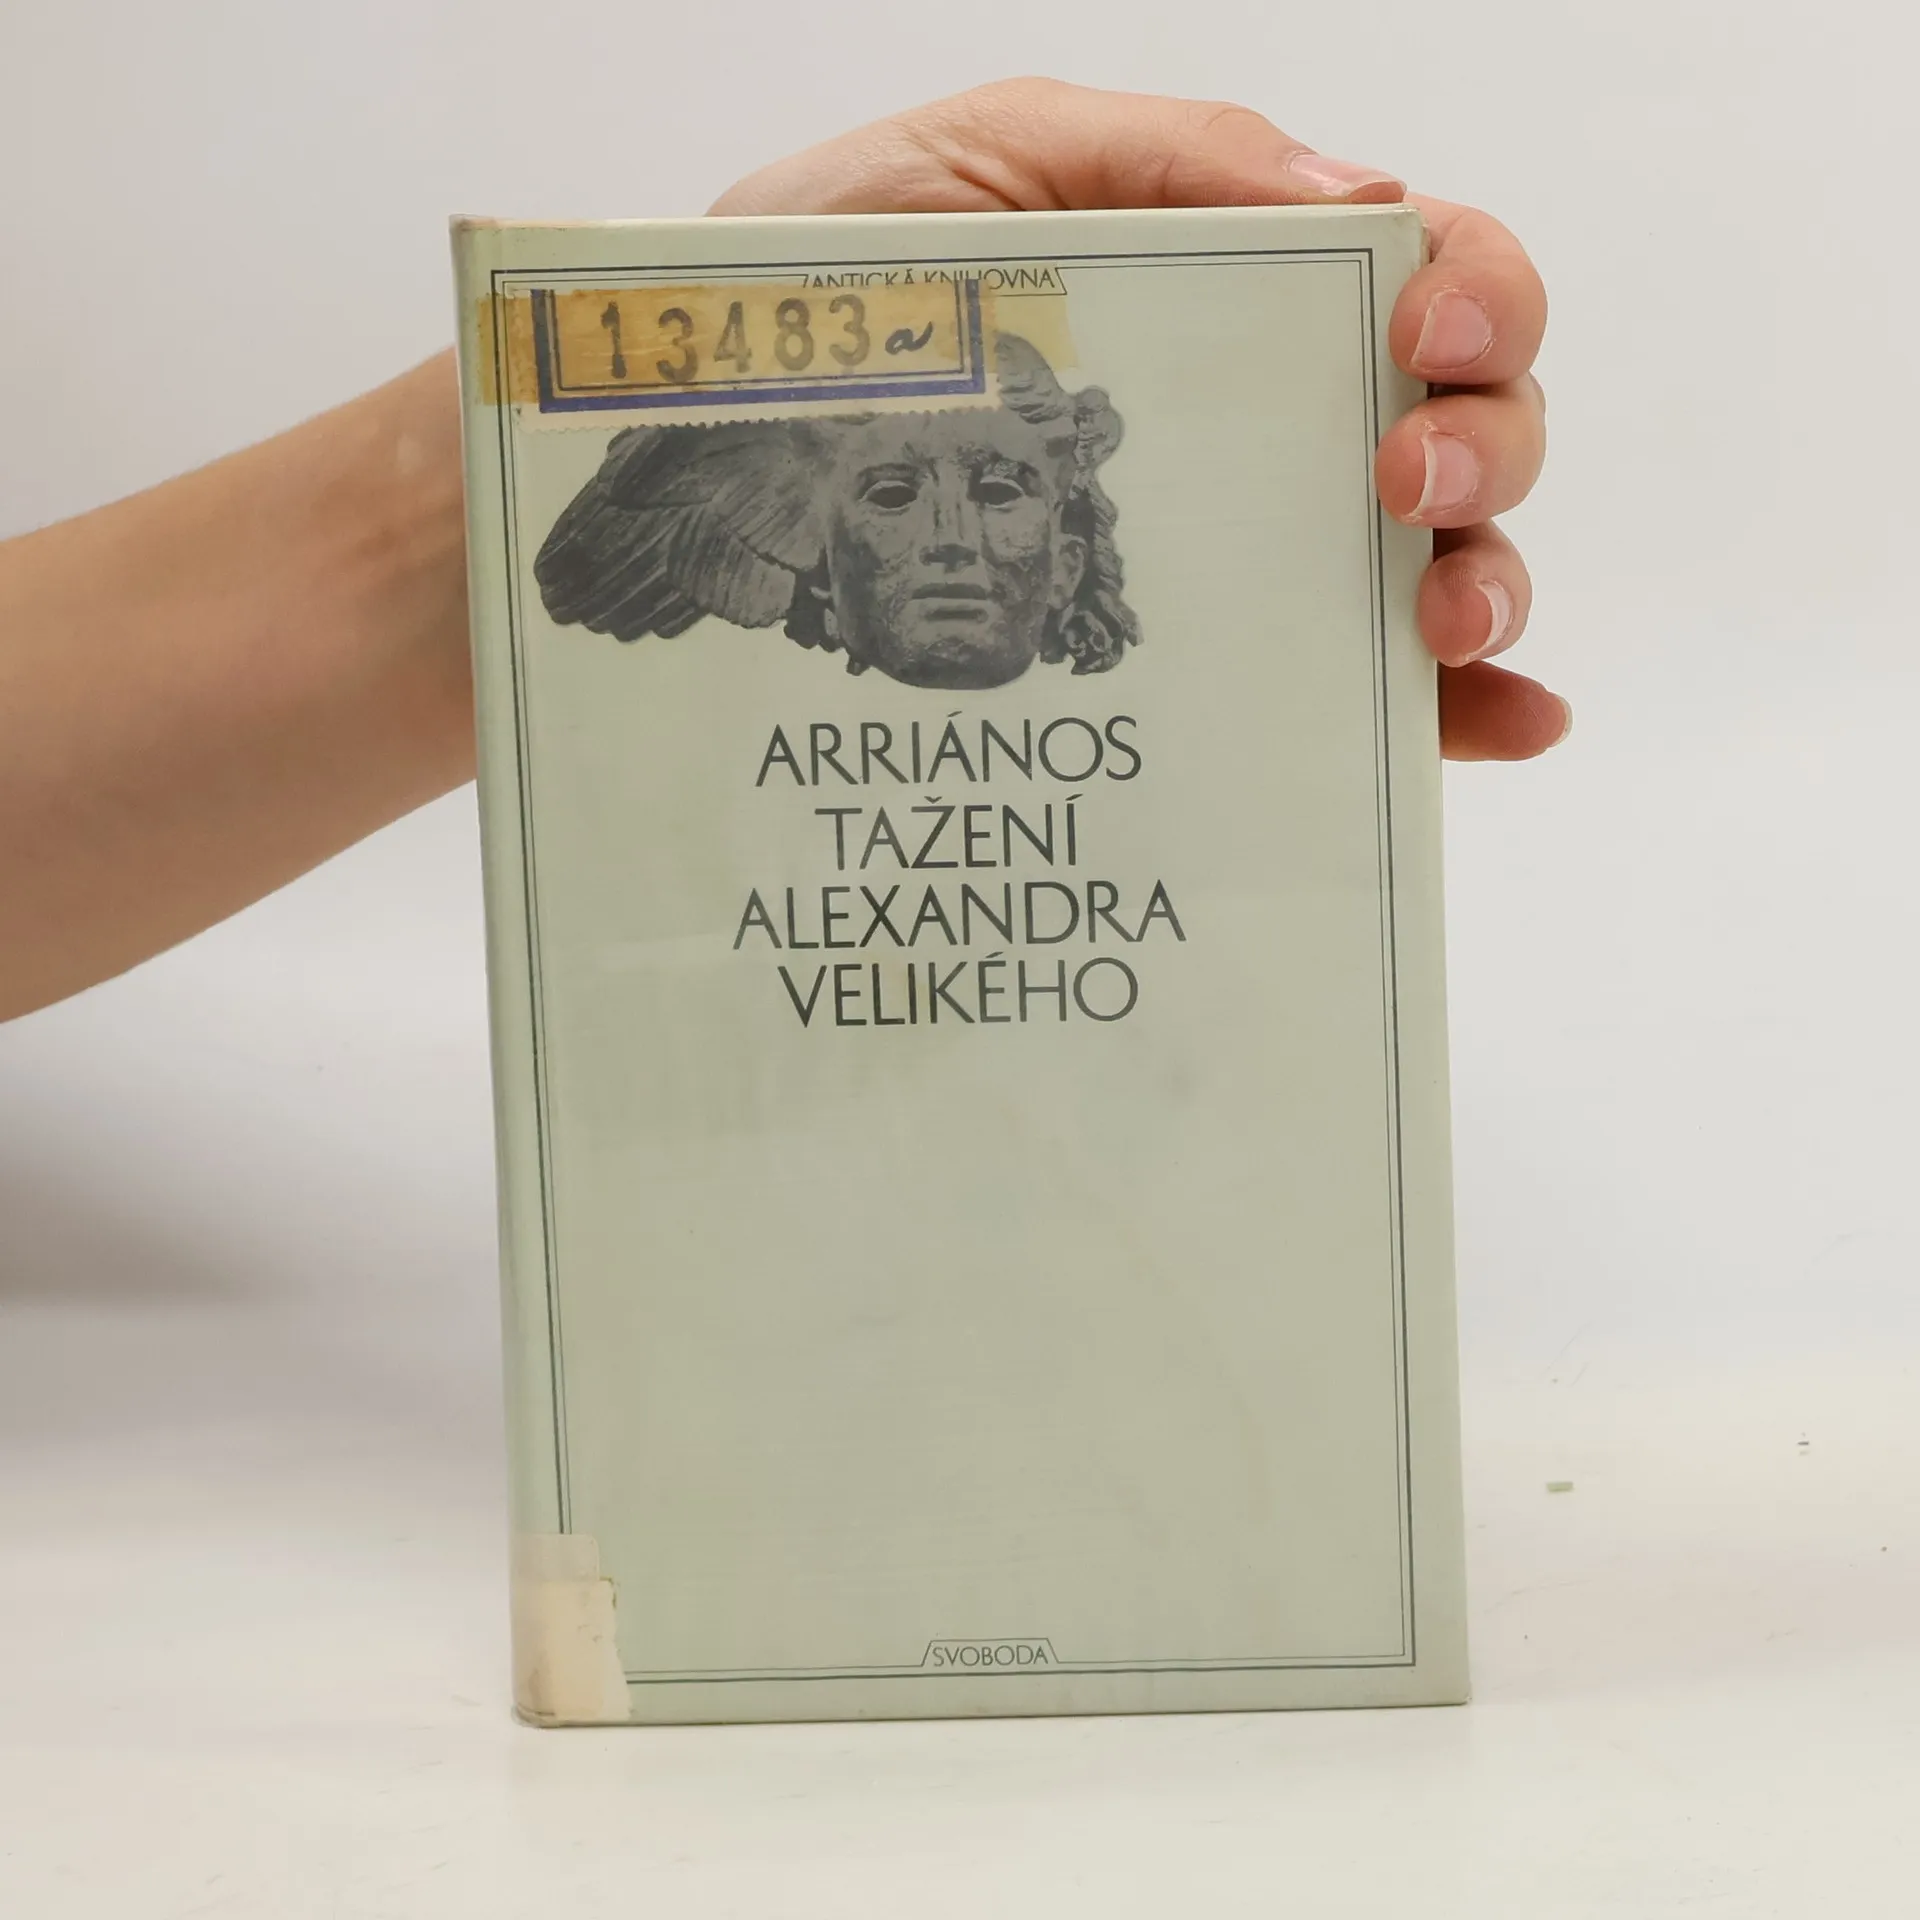 ANTICKÁ KNIHOVNA
13483a
ARRIÁNOS
TAŽENÍ
ALEXANDRA
VELIKÉHO
SVOBODA